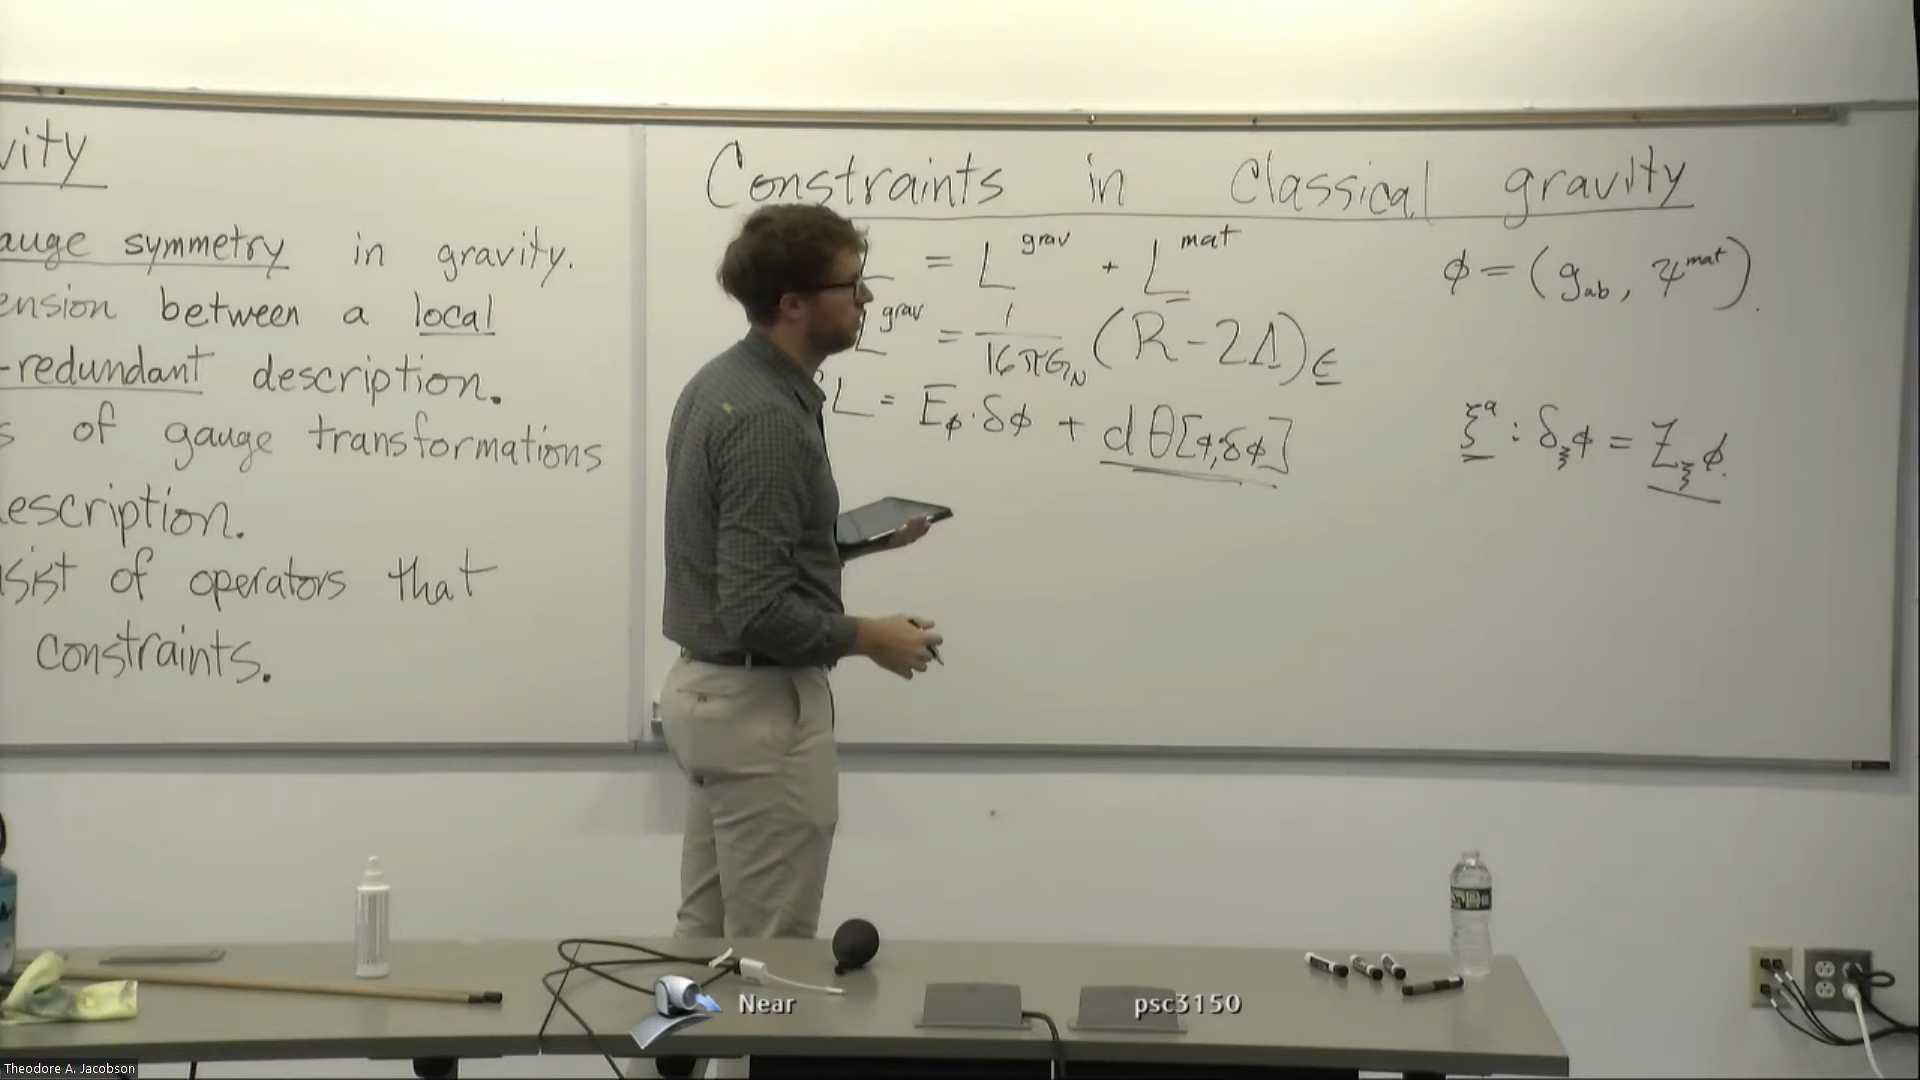 vity
auge symmetry in gravity.
ension between a local
-redundant description.
s of gauge transformations
escription.
sist of operators that
constraints.
Constraints in Classical gravity
L = L^grav + L^mat
ϕ = (g_ab, ψ^mat).
L^grav = 1/16πG_N (R - 2Λ)ϵ
L = E_ϕ · δϕ + dθ[ϕ; δϕ]
ξ^a : δ_ξ ϕ = £_ξ ϕ.
Near
psc3150
Theodore A. Jacobson